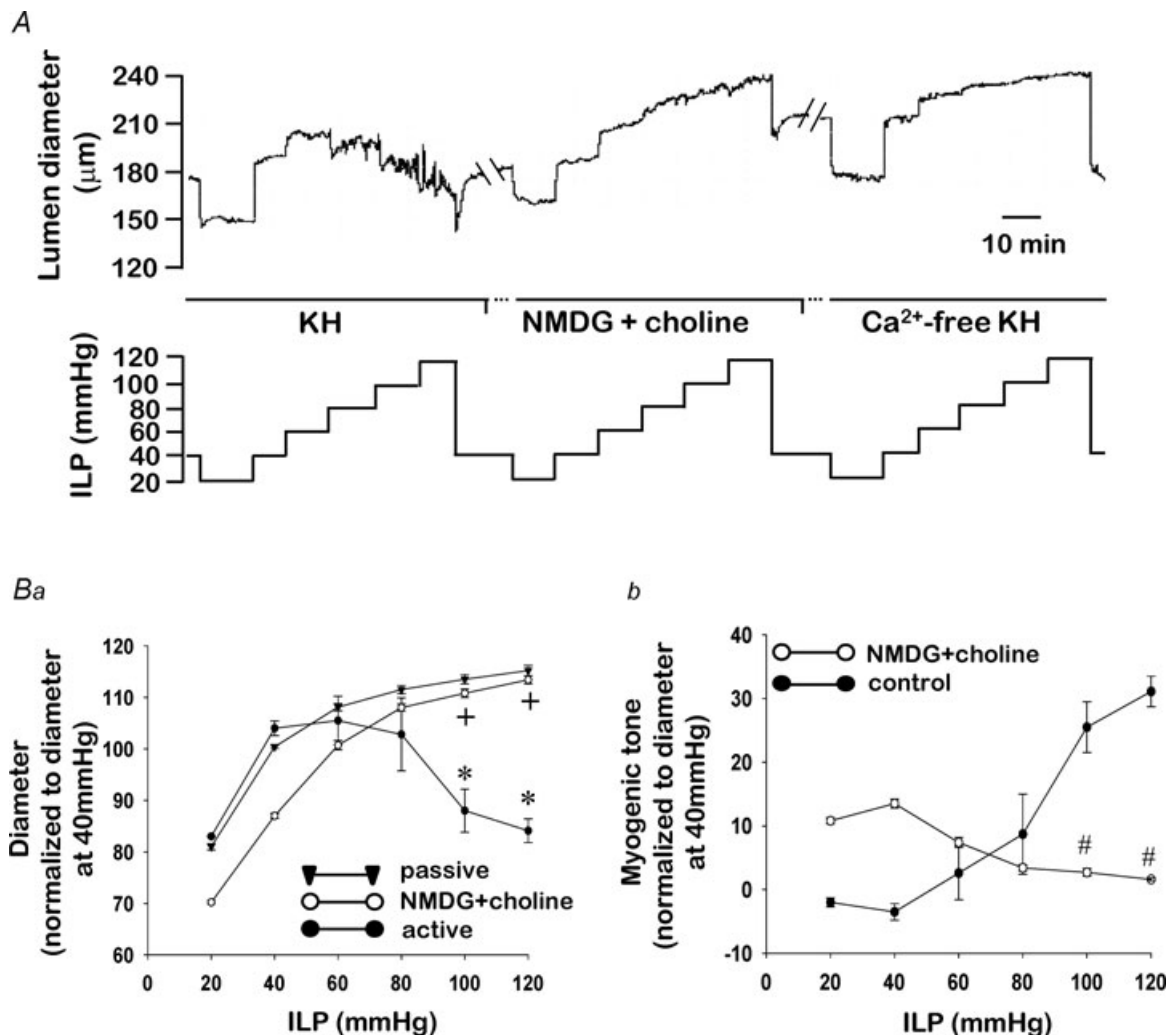 A
Lumen diameter
(μm)
240
210
180
150
120
10 min
KH
NMDG + choline
Ca²⁺-free KH
ILP (mmHg)
120
100
80
60
40
20
Ba
Diameter
(normalized to diameter
at 40mmHg)
120
110
100
90
80
70
60
+
+
*
*
passive
NMDG+choline
active
0 20 40 60 80 100 120
ILP (mmHg)
b
Myogenic tone
(normalized to diameter
at 40mmHg)
40
30
20
10
0
-10
NMDG+choline
control
#
#
0 20 40 60 80 100 120
ILP (mmHg)